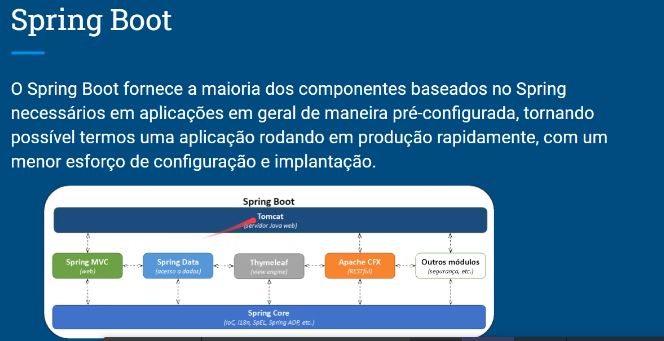 Spring Boot
O Spring Boot fornece a maioria dos componentes baseados no Spring
necessários em aplicações em geral de maneira pré-configurada, tornando
possível termos uma aplicação rodando em produção rapidamente, com um
menor esforço de configuração e implantação.
Spring Boot
Tomcat
(servidor Java web)
Spring MVC
(web)
Spring Data
(acesso a dados)
Thymeleaf
(view engine)
Apache CFX
(RESTful)
Outros módulos
(segurança, etc.)
Spring Core
(IoC, i18n, SpEL, Spring AOP, etc.)